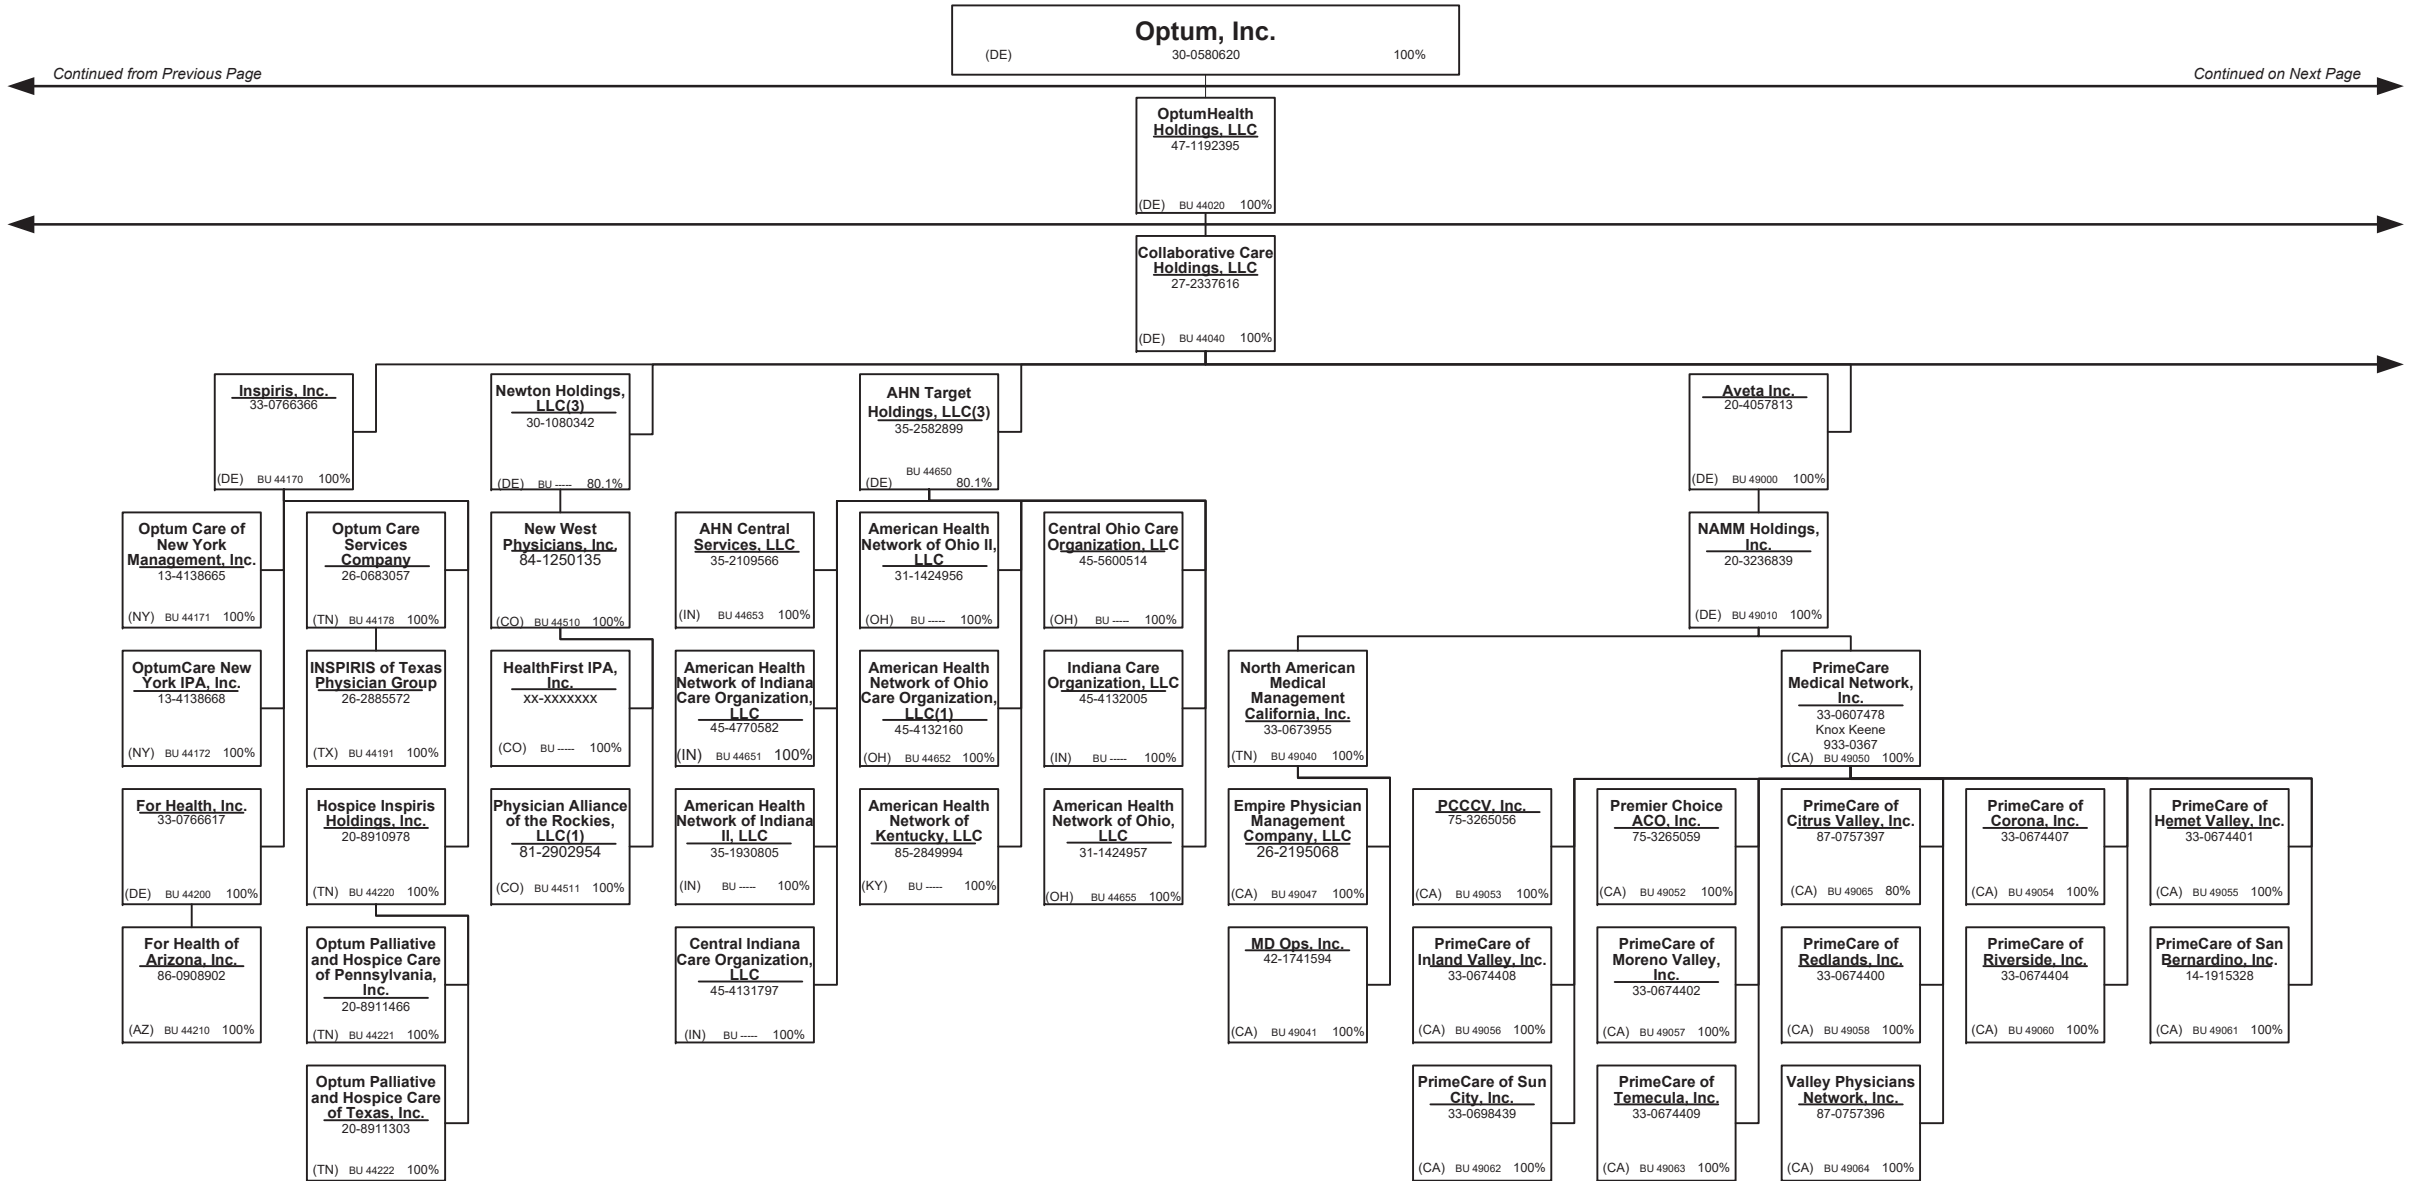 Optum, Inc.
(DE) 30-0580620 100%
Continued from Previous Page
Continued on Next Page
OptumHealth
Holdings, LLC
47-1192395
(DE) BU 44020 100%
Collaborative Care
Holdings, LLC
27-2337616
(DE) BU 44040 100%
Inspiris, Inc.
33-0766366
(DE) BU 44170 100%
Newton Holdings,
LLC(3)
30-1080342
(DE) BU ----- 80.1%
AHN Target
Holdings, LLC(3)
35-2582899
BU 44650
(DE) 80.1%
Aveta Inc.
20-4057813
(DE) BU 49000 100%
Optum Care of
New York
Management, Inc.
13-4138665
(NY) BU 44171 100%
Optum Care
Services
Company
26-0683057
(TN) BU 44178 100%
New West
Physicians, Inc.
84-1250135
(CO) BU 44510 100%
AHN Central
Services, LLC
35-2109566
(IN) BU 44653 100%
American Health
Network of Ohio II,
LLC
31-1424956
(OH) BU ----- 100%
Central Ohio Care
Organization, LLC
45-5600514
(OH) BU ----- 100%
NAMM Holdings,
Inc.
20-3236839
(DE) BU 49010 100%
OptumCare New
York IPA, Inc.
13-4138668
(NY) BU 44172 100%
INSPIRIS of Texas
Physician Group
26-2885572
(TX) BU 44191 100%
HealthFirst IPA,
Inc.
xx-xxxxxxx
(CO) BU ----- 100%
American Health
Network of Indiana
Care Organization,
LLC
45-4770582
(IN) BU 44651 100%
American Health
Network of Ohio
Care Organization,
LLC(1)
45-4132160
(OH) BU 44652 100%
Indiana Care
Organization, LLC
45-4132005
(IN) BU ----- 100%
North American
Medical
Management
California, Inc.
33-0673955
(TN) BU 49040 100%
PrimeCare
Medical Network,
Inc.
33-0607478
Knox Keene
933-0367
(CA) BU 49050 100%
For Health, Inc.
33-0766617
(DE) BU 44200 100%
Hospice Inspiris
Holdings, Inc.
20-8910978
(TN) BU 44220 100%
Physician Alliance
of the Rockies,
LLC(1)
81-2902954
(CO) BU 44511 100%
American Health
Network of Indiana
II, LLC
35-1930805
(IN) BU ----- 100%
American Health
Network of
Kentucky, LLC
85-2849994
(KY) BU ----- 100%
American Health
Network of Ohio,
LLC
31-1424957
(OH) BU 44655 100%
Empire Physician
Management
Company, LLC
26-2195068
(CA) BU 49047 100%
PCCCV, Inc.
75-3265056
(CA) BU 49053 100%
Premier Choice
ACO, Inc.
75-3265059
(CA) BU 49052 100%
PrimeCare of
Citrus Valley, Inc.
87-0757397
(CA) BU 49065 80%
PrimeCare of
Corona, Inc.
33-0674407
(CA) BU 49054 100%
PrimeCare of
Hemet Valley, Inc.
33-0674401
(CA) BU 49055 100%
For Health of
Arizona, Inc.
86-0908902
(AZ) BU 44210 100%
Optum Palliative
and Hospice Care
of Pennsylvania,
Inc.
20-8911466
(TN) BU 44221 100%
Central Indiana
Care Organization,
LLC
45-4131797
(IN) BU ----- 100%
MD Ops, Inc.
42-1741594
(CA) BU 49041 100%
PrimeCare of
Inland Valley, Inc.
33-0674408
(CA) BU 49056 100%
PrimeCare of
Moreno Valley,
Inc.
33-0674402
(CA) BU 49057 100%
PrimeCare of
Redlands, Inc.
33-0674400
(CA) BU 49058 100%
PrimeCare of
Riverside, Inc.
33-0674404
(CA) BU 49060 100%
PrimeCare of San
Bernardino, Inc.
14-1915328
(CA) BU 49061 100%
Optum Palliative
and Hospice Care
of Texas, Inc.
20-8911303
(TN) BU 44222 100%
PrimeCare of Sun
City, Inc.
33-0698439
(CA) BU 49062 100%
PrimeCare of
Temecula, Inc.
33-0674409
(CA) BU 49063 100%
Valley Physicians
Network, Inc.
87-0757396
(CA) BU 49064 100%